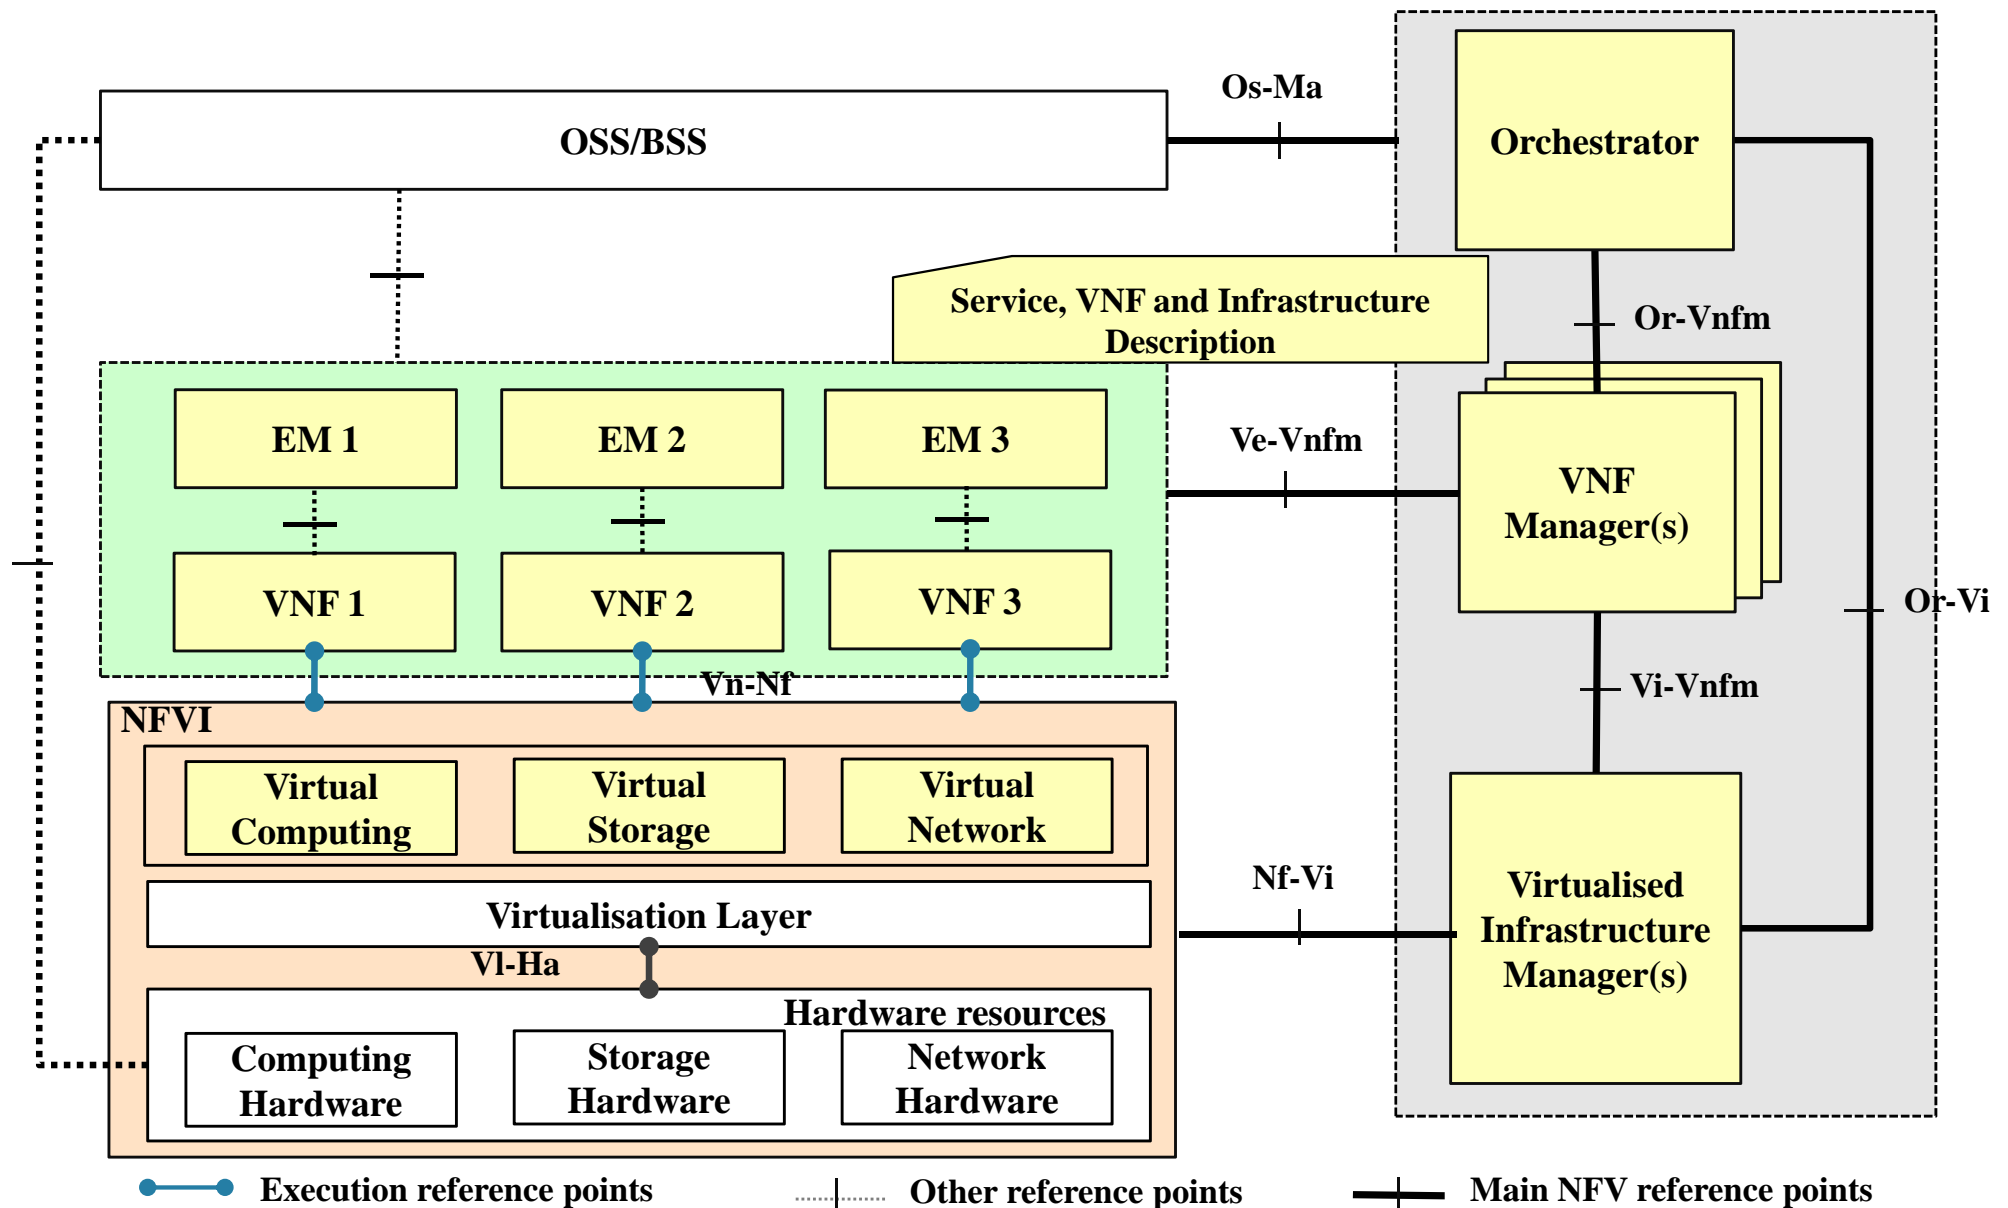 Os-Ma
OSS/BSS
Orchestrator
Service, VNF and Infrastructure
Description
Or-Vnfm
EM 1
EM 2
EM 3
Ve-Vnfm
VNF
Manager(s)
VNF 1
VNF 2
VNF 3
Or-Vi
Vn-Nf
Vi-Vnfm
NFVI
Virtual
Computing
Virtual
Storage
Virtual
Network
Nf-Vi
Virtualisation Layer
Virtualised
Infrastructure
Manager(s)
Vl-Ha
Hardware resources
Computing
Hardware
Storage
Hardware
Network
Hardware
Execution reference points
Other reference points
Main NFV reference points